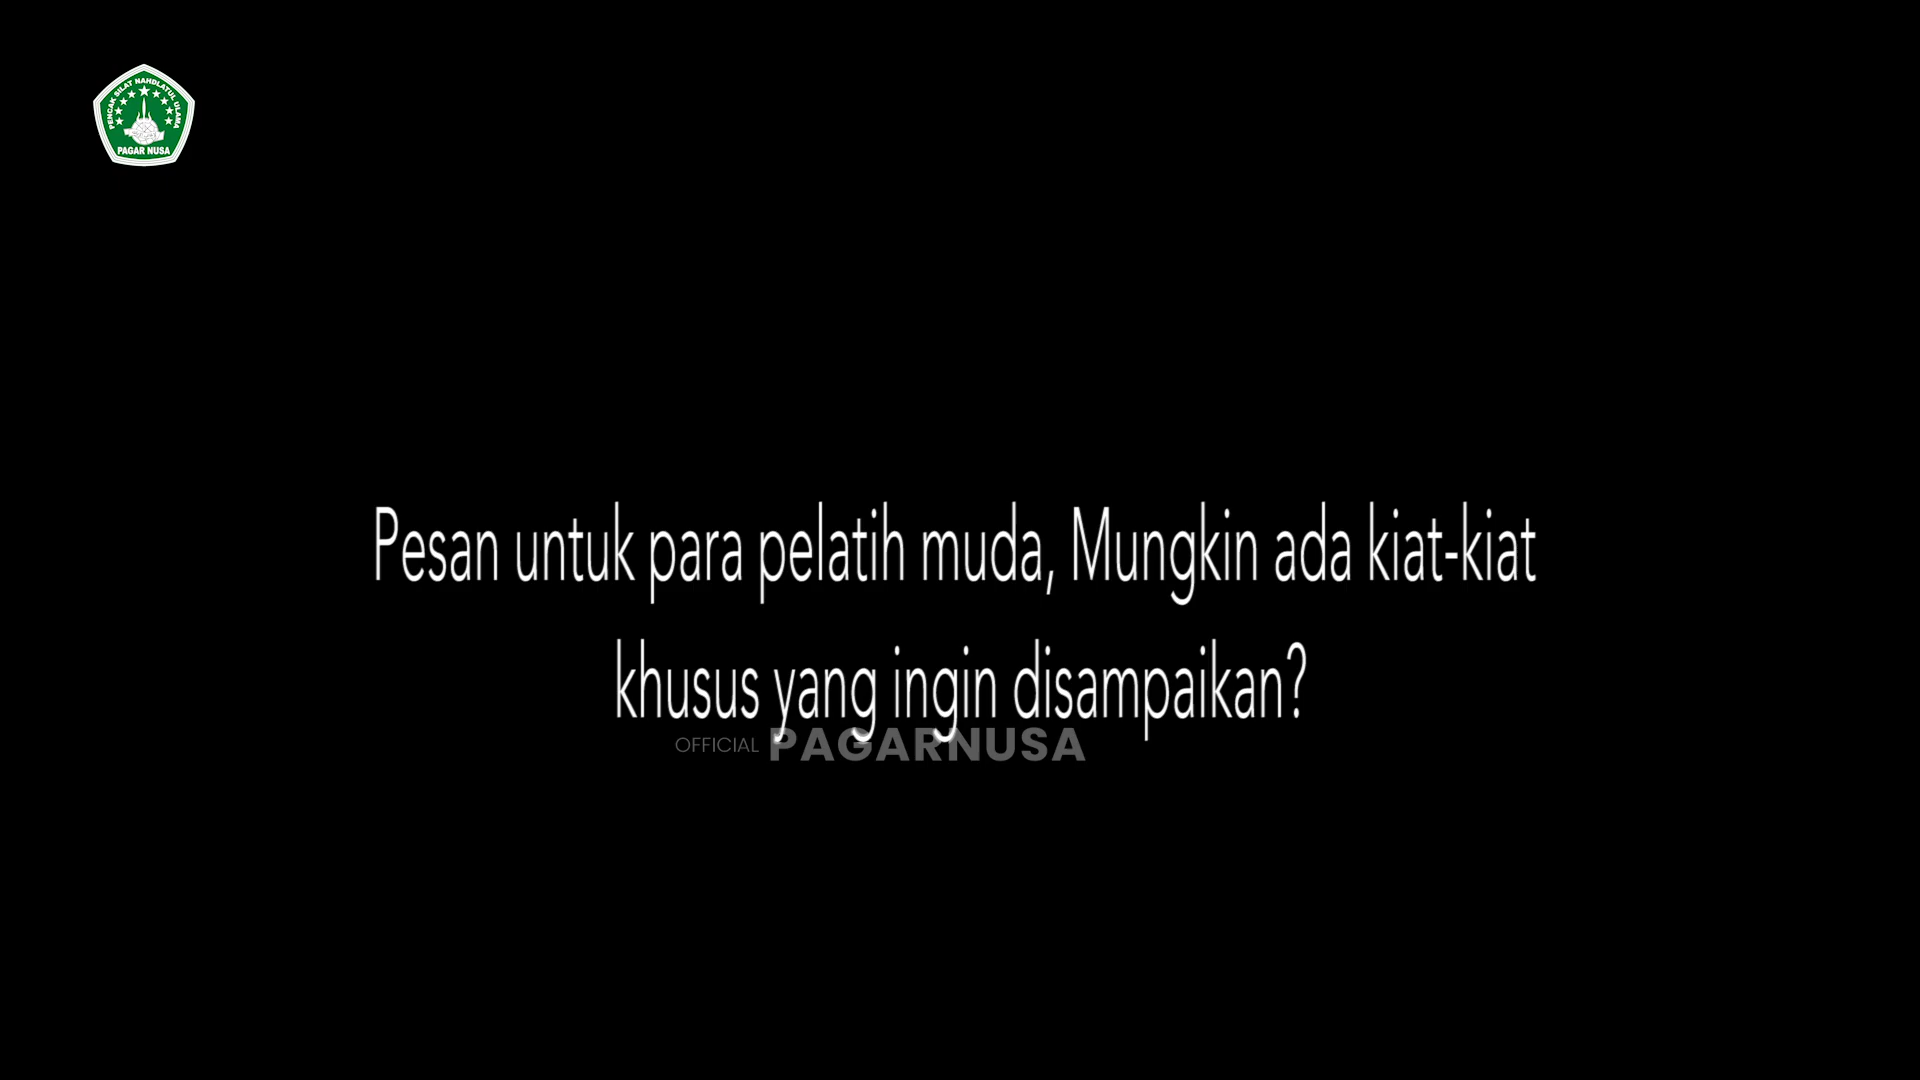 PENCAK SILAT NAHDLATUL ULAMA
PAGAR NUSA
Pesan untuk para pelatih muda, Mungkin ada kiat-kiat
khusus yang ingin disampaikan?
OFFICIAL PAGARNUSA